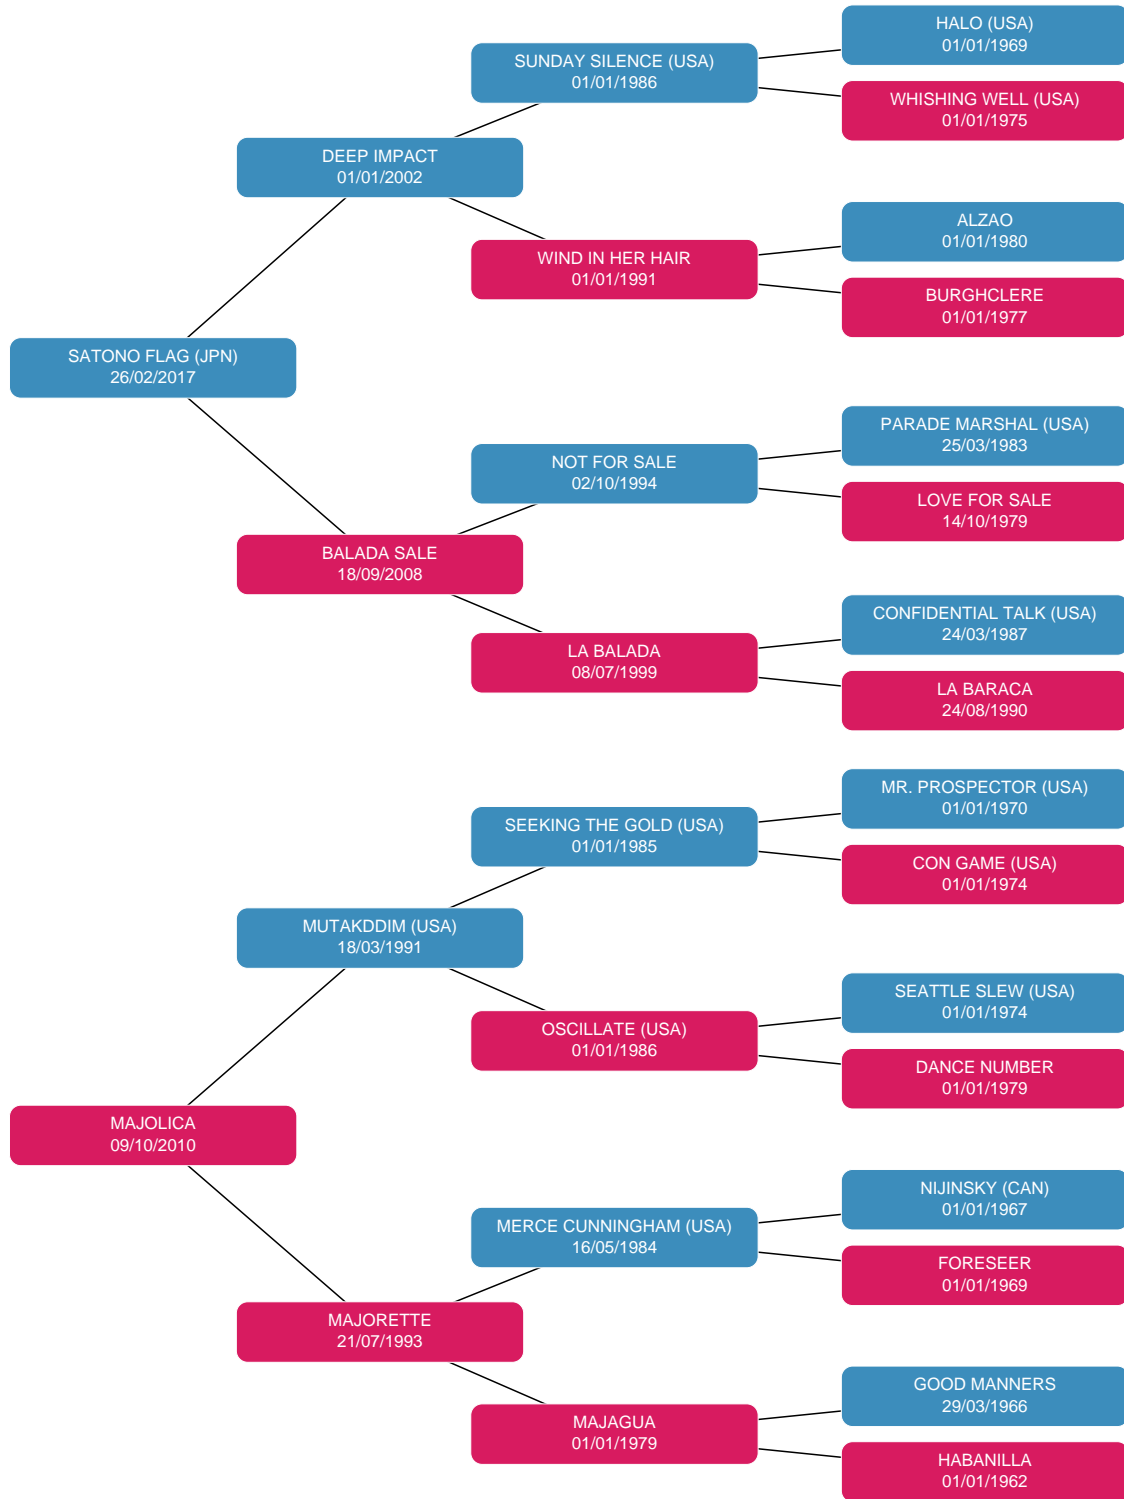 HALO (USA)
01/01/1969
SUNDAY SILENCE (USA)
01/01/1986
WHISHING WELL (USA)
01/01/1975
DEEP IMPACT
01/01/2002
ALZAO
01/01/1980
WIND IN HER HAIR
01/01/1991
BURGHCLERE
01/01/1977
SATONO FLAG (JPN)
26/02/2017
PARADE MARSHAL (USA)
25/03/1983
NOT FOR SALE
02/10/1994
LOVE FOR SALE
14/10/1979
BALADA SALE
18/09/2008
CONFIDENTIAL TALK (USA)
24/03/1987
LA BALADA
08/07/1999
LA BARACA
24/08/1990
MR. PROSPECTOR (USA)
01/01/1970
SEEKING THE GOLD (USA)
01/01/1985
CON GAME (USA)
01/01/1974
MUTAKDDIM (USA)
18/03/1991
SEATTLE SLEW (USA)
01/01/1974
OSCILLATE (USA)
01/01/1986
DANCE NUMBER
01/01/1979
MAJOLICA
09/10/2010
NIJINSKY (CAN)
01/01/1967
MERCE CUNNINGHAM (USA)
16/05/1984
FORESEER
01/01/1969
MAJORETTE
21/07/1993
GOOD MANNERS
29/03/1966
MAJAGUA
01/01/1979
HABANILLA
01/01/1962